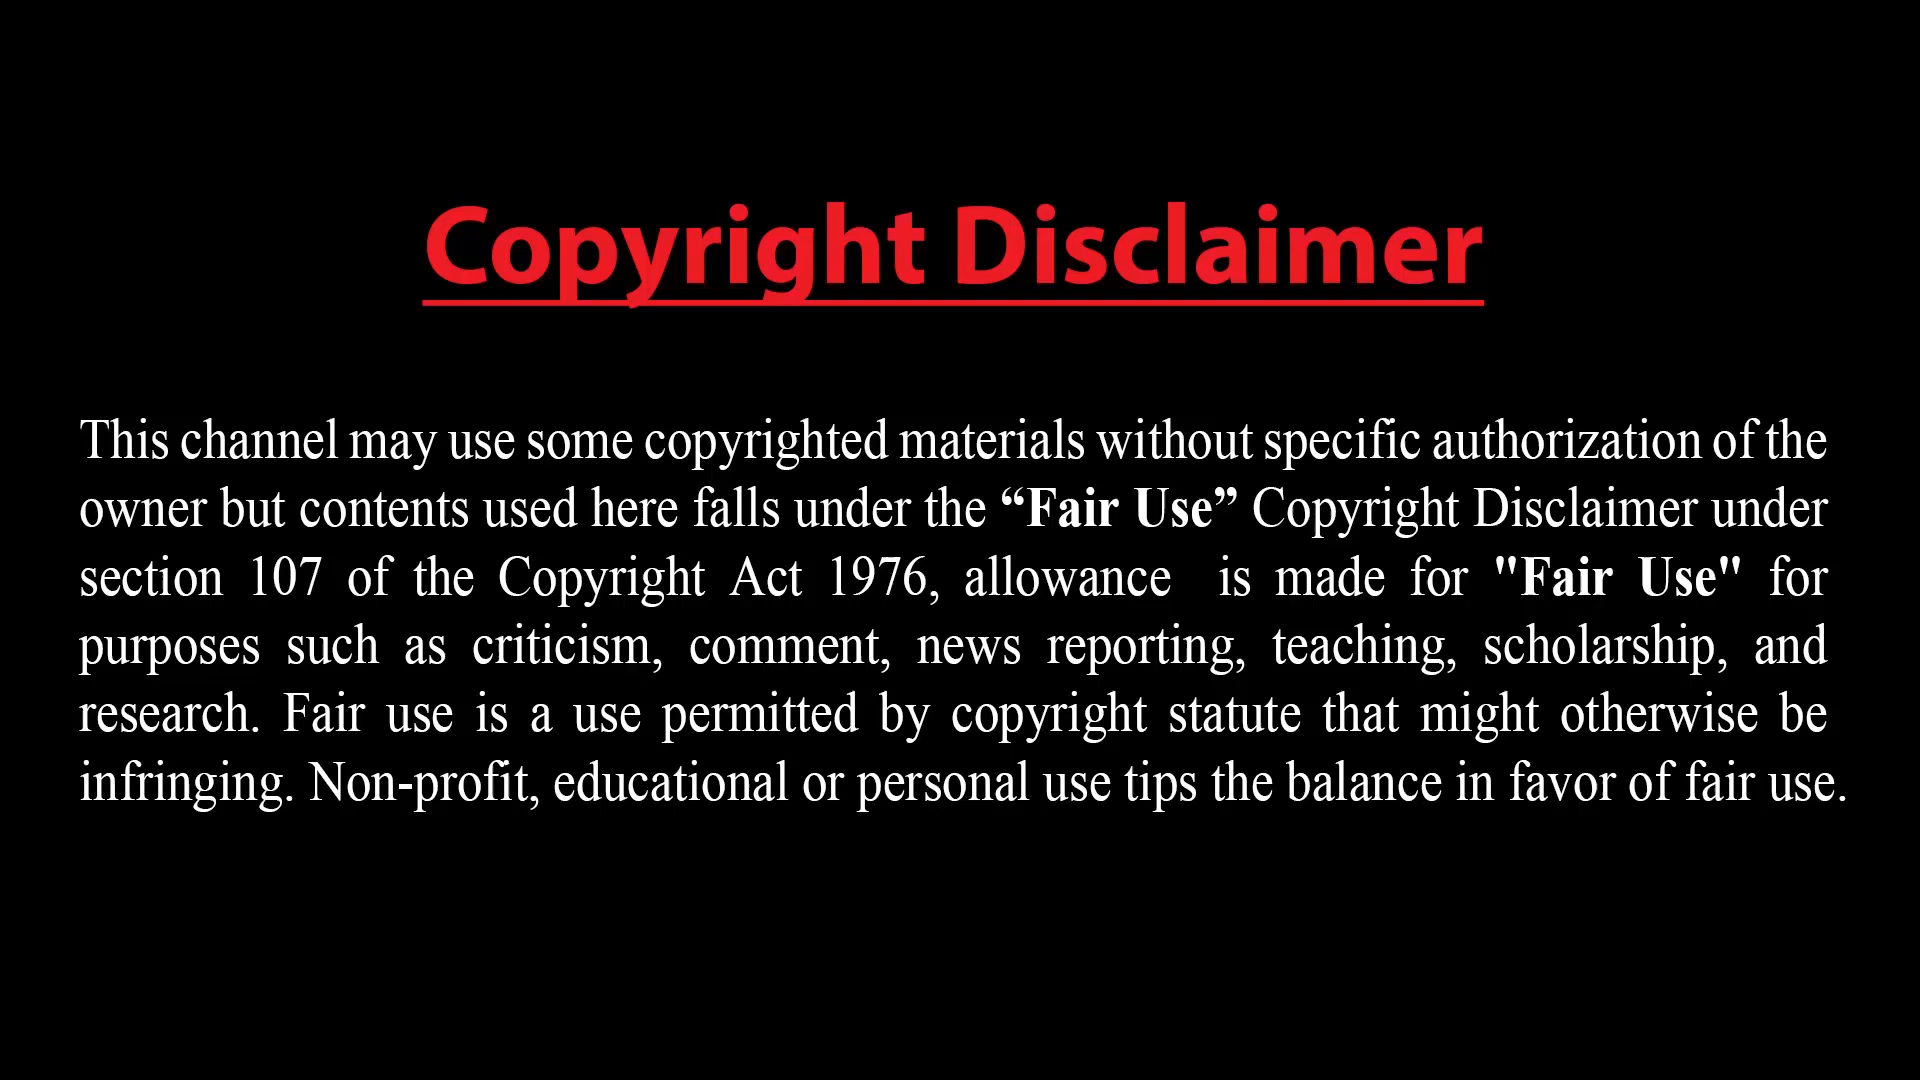 Copyright Disclaimer
This channel may use some copyrighted materials without specific authorization of the
owner but contents used here falls under the “Fair Use” Copyright Disclaimer under
section 107 of the Copyright Act 1976, allowance  is made for "Fair Use" for
purposes such as criticism, comment, news reporting, teaching, scholarship, and
research. Fair use is a use permitted by copyright statute that might otherwise be
infringing. Non-profit, educational or personal use tips the balance in favor of fair use.